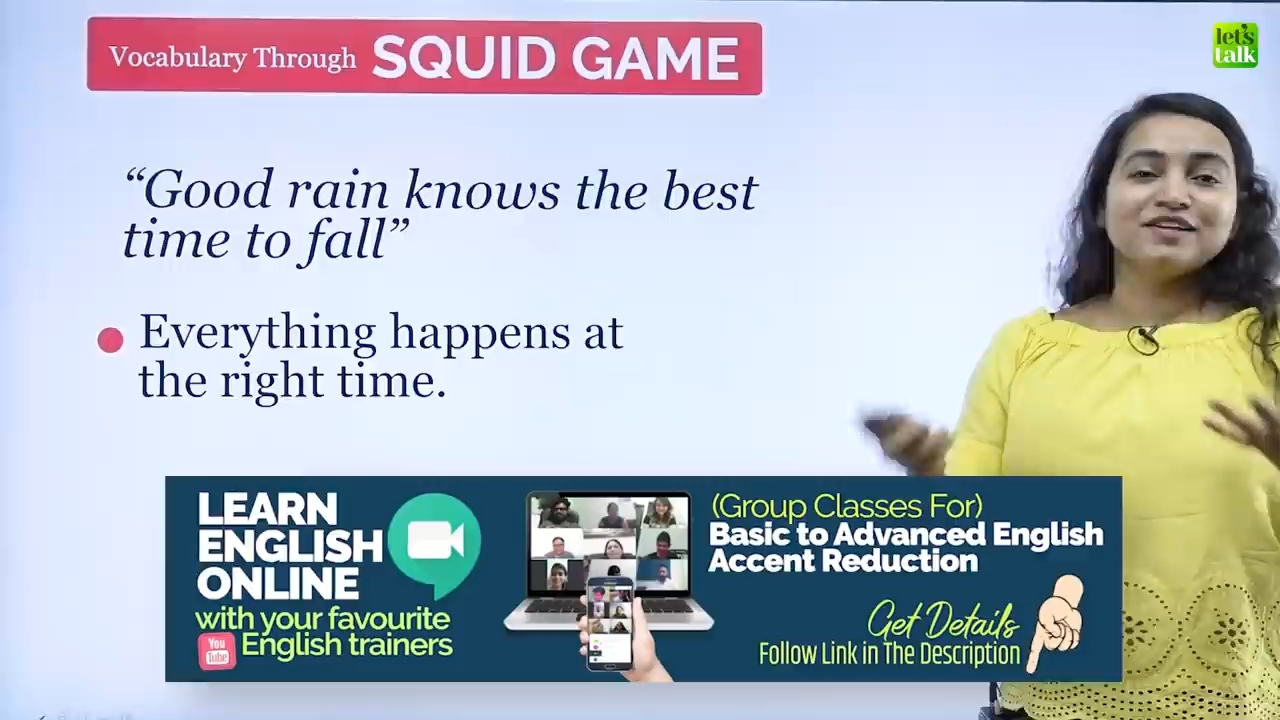 Vocabulary Through SQUID GAME
let's
talk
“Good rain knows the best
time to fall”
Everything happens at
the right time.
LEARN
ENGLISH
ONLINE
with your favourite
You
Tube
English trainers
(Group Classes For)
Basic to Advanced English
Accent Reduction
Get Details
Follow Link in The Description